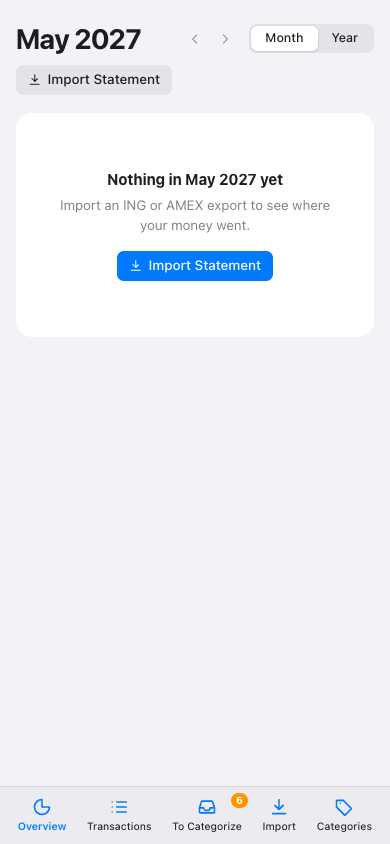 May 2027
Month
Year
Import Statement
Nothing in May 2027 yet
Import an ING or AMEX export to see where
your money went.
Import Statement
6
Overview
Transactions
To Categorize
Import
Categories